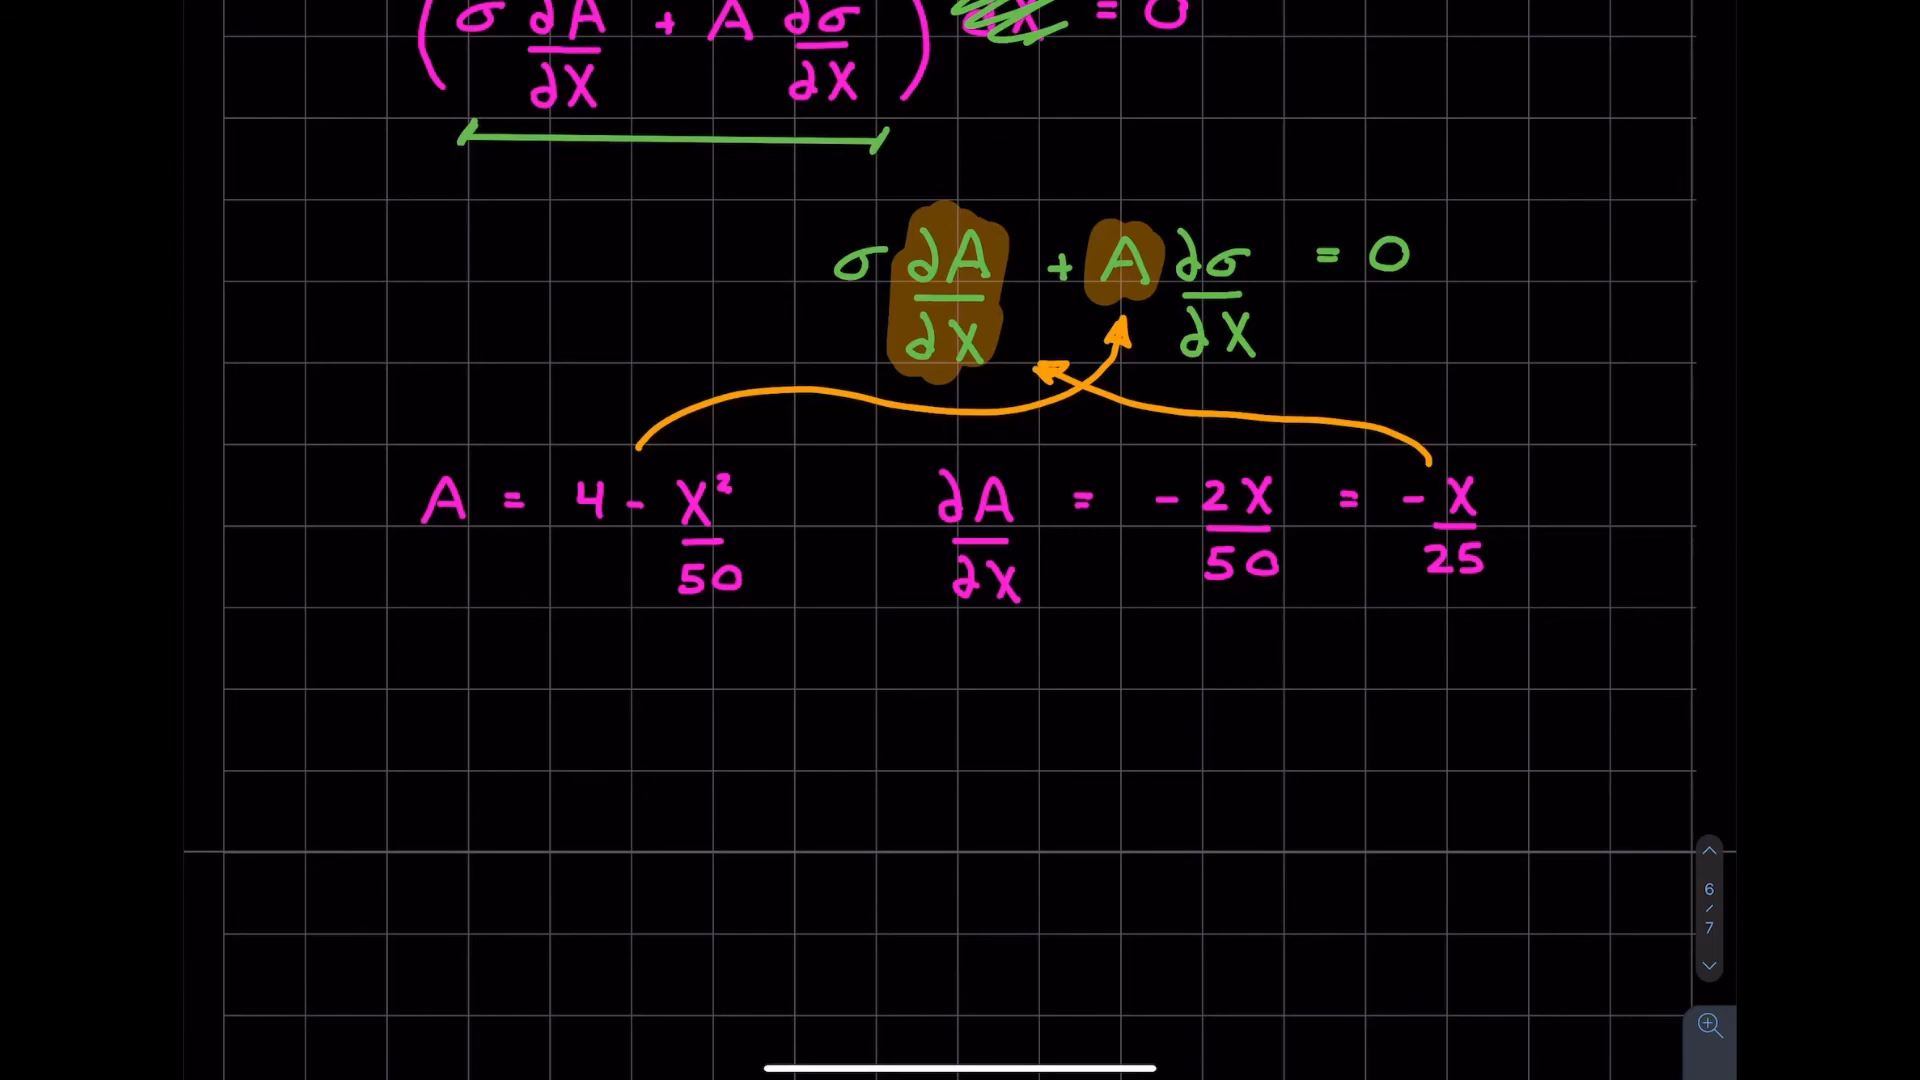 ( σ ∂A/∂X + A ∂σ/∂X ) = 0
σ ∂A/∂X + A ∂σ/∂X = 0
A = 4 - X²/50 ∂A/∂X = - 2X/50 = - X/25
6
/
7